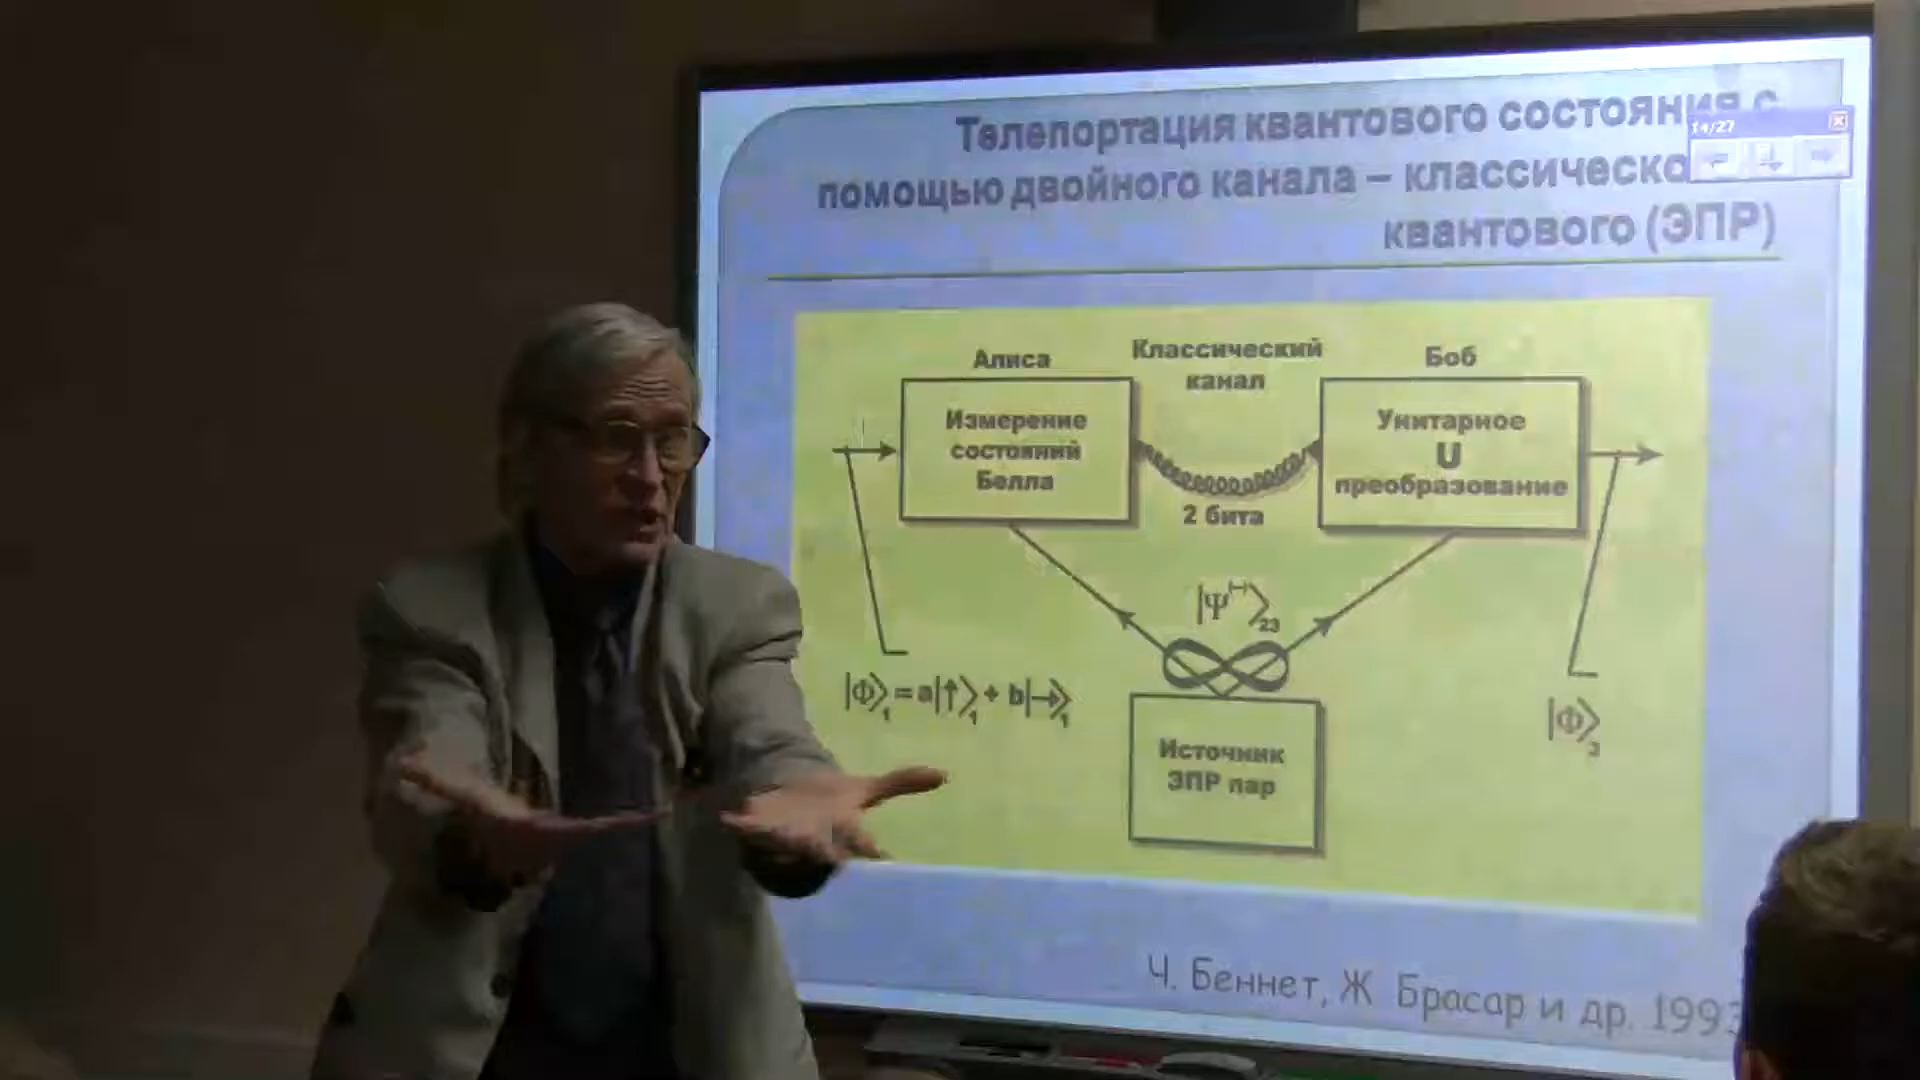 Телепортация квантового состояния с
14/27
помощью двойного канала – классическо
квантового (ЭПР)
Алиса
Классический
канал
Боб
Измерение
состояний
Белла
Унитарное
U
преобразование
2 бита
|Ψ⁽⁻⁾⟩₂₃
|Φ⟩₁ = a|↑⟩₁ + b|→⟩₁
|Φ⟩₃
Источник
ЭПР пар
Ч. Беннет, Ж Брасар и др. 1993